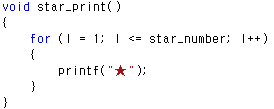 void star_print()
{
for (l = 1; l <= star_number; l++)
{
printf("★");
}
}